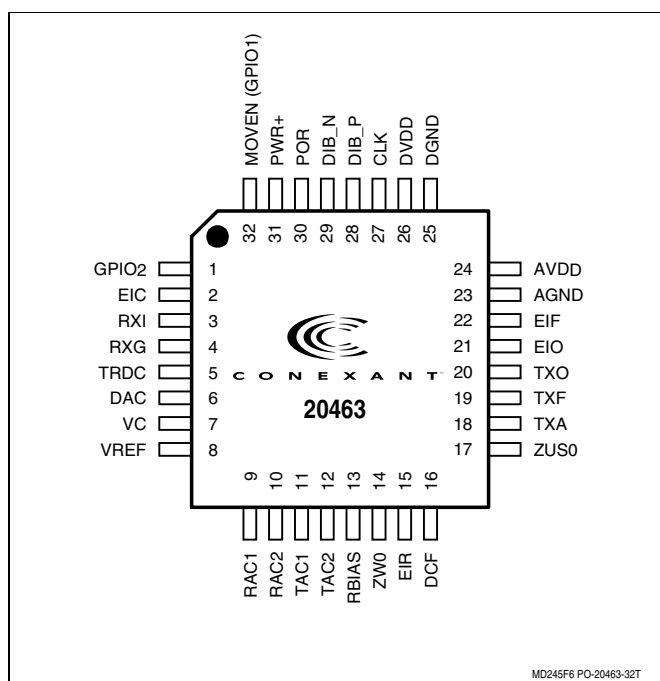 MOVEN (GPIO1)
PWR+
POR
DIB_N
DIB_P
CLK
DVDD
DGND
32
31
30
29
28
27
26
25
GPIO2 1
EIC 2
RXI 3
RXG 4
TRDC 5
DAC 6
VC 7
VREF 8
24 AVDD
23 AGND
22 EIF
21 EIO
20 TXO
19 TXF
18 TXA
17 ZUS0
CONEXANT
20463
9
10
11
12
13
14
15
16
RAC1
RAC2
TAC1
TAC2
RBIAS
ZW0
EIR
DCF
MD245F6 PO-20463-32T